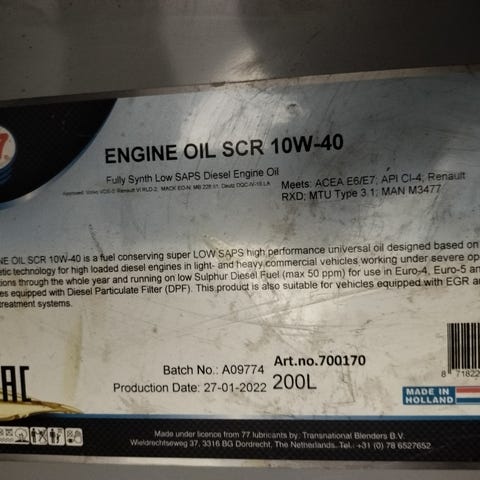 7
ENGINE OIL SCR 10W-40
Fully Synth Low SAPS Diesel Engine Oil
Meets: ACEA E6/E7; API CI-4; Renault
RXD; MTU Type 3.1; MAN M3477
NE OIL SCR 10W-40 is a fuel conserving super LOW SAPS high performance universal oil designed based on
etic technology for high loaded diesel engines in light- and heavy commercial vehicles working under severe op
tions through the whole year and running on low Sulphur Diesel Fuel (max 50 ppm) for use in Euro-4, Euro-5 an
es equipped with Diesel Particulate Filter (DPF). This product is also suitable for vehicles equipped with EGR an
treatment systems.
Batch No.: A09774
Art.no.700170
Production Date: 27-01-2022
200L
8 71822
MADE IN
HOLLAND
Made under licence from 77 lubricants by. Transnational Blenders B.V.
Wieldrechtseweg 37, 3316 BG Dordrecht. The Netherlands. Tel.: +31 (0) 78 6527652.